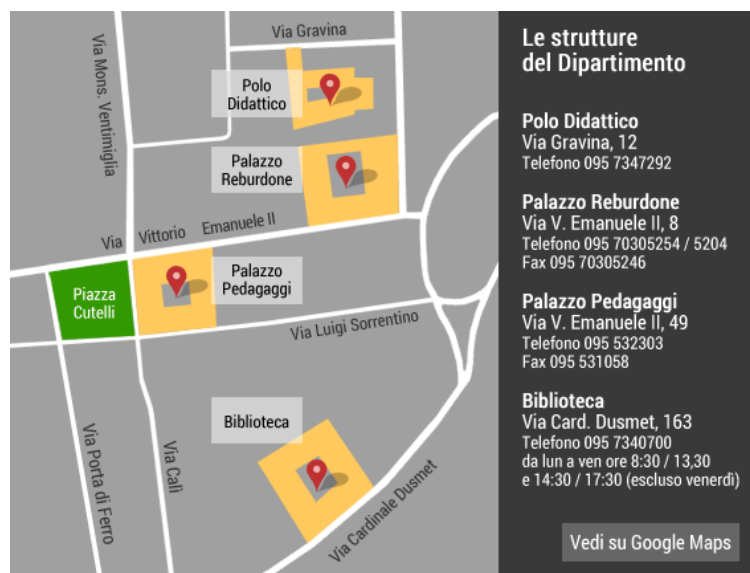 Via Gravina
Via Mons. Ventimiglia
Polo
Didattico
Palazzo
Reburdone
Via Vittorio Emanuele II
Piazza
Cutelli
Palazzo
Pedagaggi
Via Luigi Sorrentino
Biblioteca
Via Porta di Ferro
Via Calì
Via Cardinale Dusmet
Le strutture
del Dipartimento
Polo Didattico
Via Gravina, 12
Telefono 095 7347292
Palazzo Reburdone
Via V. Emanuele II, 8
Telefono 095 70305254 / 5204
Fax 095 70305246
Palazzo Pedagaggi
Via V. Emanuele II, 49
Telefono 095 532303
Fax 095 531058
Biblioteca
Via Card. Dusmet, 163
Telefono 095 7340700
da lun a ven ore 8:30 / 13,30
e 14:30 / 17:30 (escluso venerdì)
Vedi su Google Maps